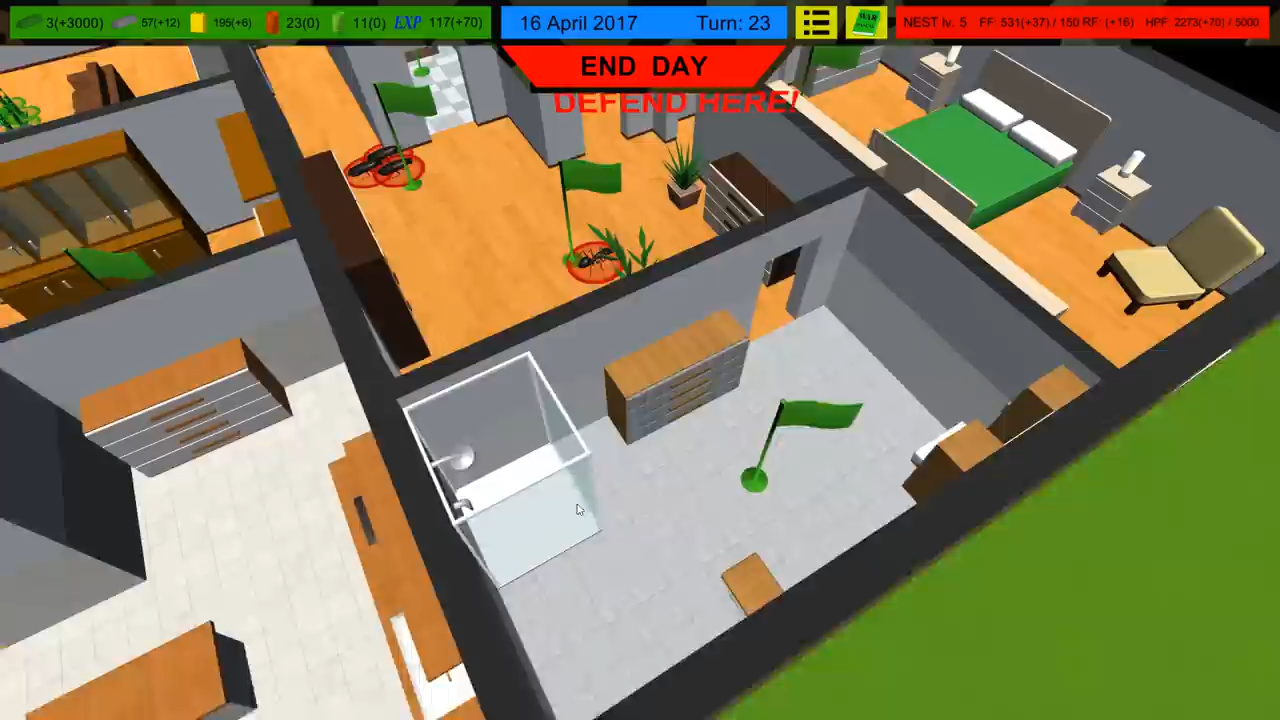 3(+3000) 57(+12) 195(+6) 23(0) 11(0) EXP 117(+70)
16 April 2017 Turn: 23
WAR
NEST lv. 5 FF: 531(+37) / 150 RF: (+16) HPF: 2273(+70) / 5000
END DAY
DEFEND HERE!